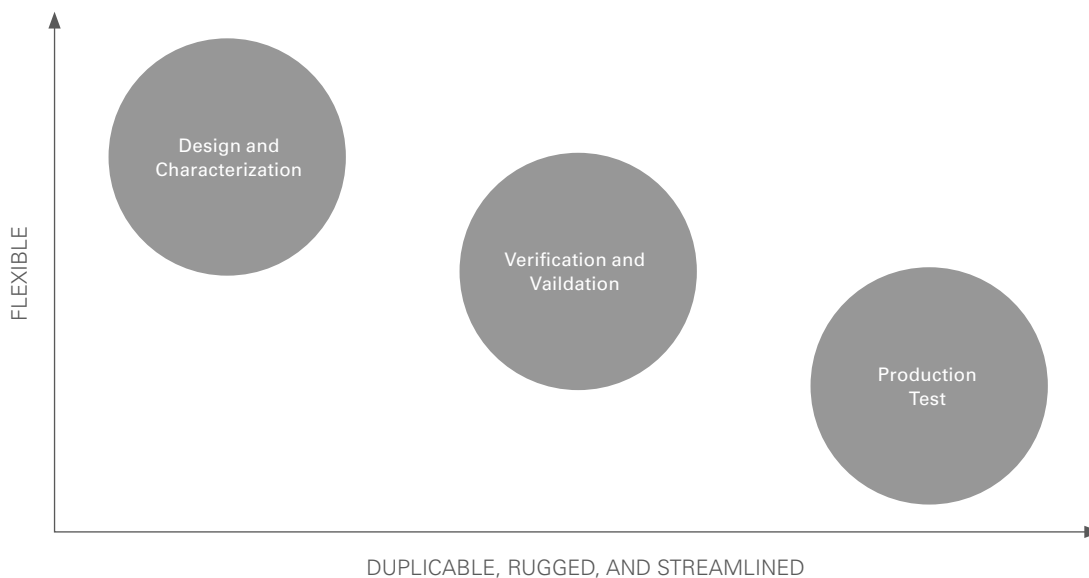 Design and
Characterization
Verification and
Vaildation
FLEXIBLE
Production
Test
DUPLICABLE, RUGGED, AND STREAMLINED